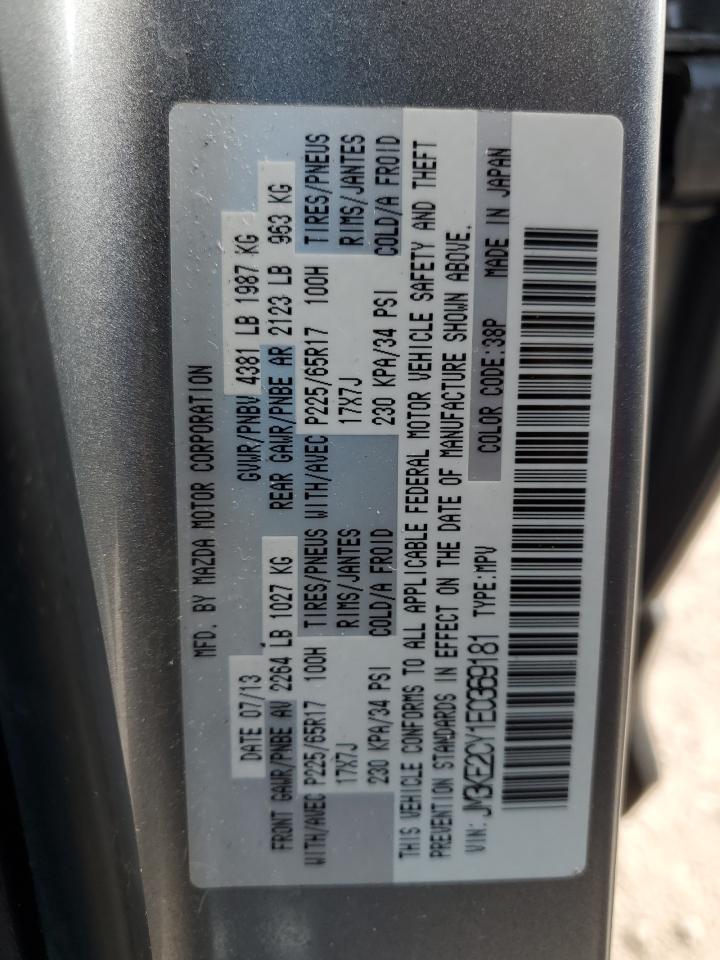 MFD. BY MAZDA MOTOR CORPORATION
DATE 07/13 GVWR/PNBV 4381 LB 1987 KG
FRONT GAWR/PNBE AV 2264 LB 1027 KG REAR GAWR/PNBE AR 2123 LB 963 KG
WITH/AVEC P225/65R17 100H TIRES/PNEUS WITH/AVEC P225/65R17 100H TIRES/PNEUS
17X7J RIMS/JANTES 17X7J RIMS/JANTES
230 KPA/34 PSI COLD/A FROID 230 KPA/34 PSI COLD/A FROID
THIS VEHICLE CONFORMS TO ALL APPLICABLE FEDERAL MOTOR VEHICLE SAFETY AND THEFT
PREVENTION STANDARDS IN EFFECT ON THE DATE OF MANUFACTURE SHOWN ABOVE.
VIN:JM3KE2CY1E0369181 TYPE:MPV COLOR CODE:38P MADE IN JAPAN